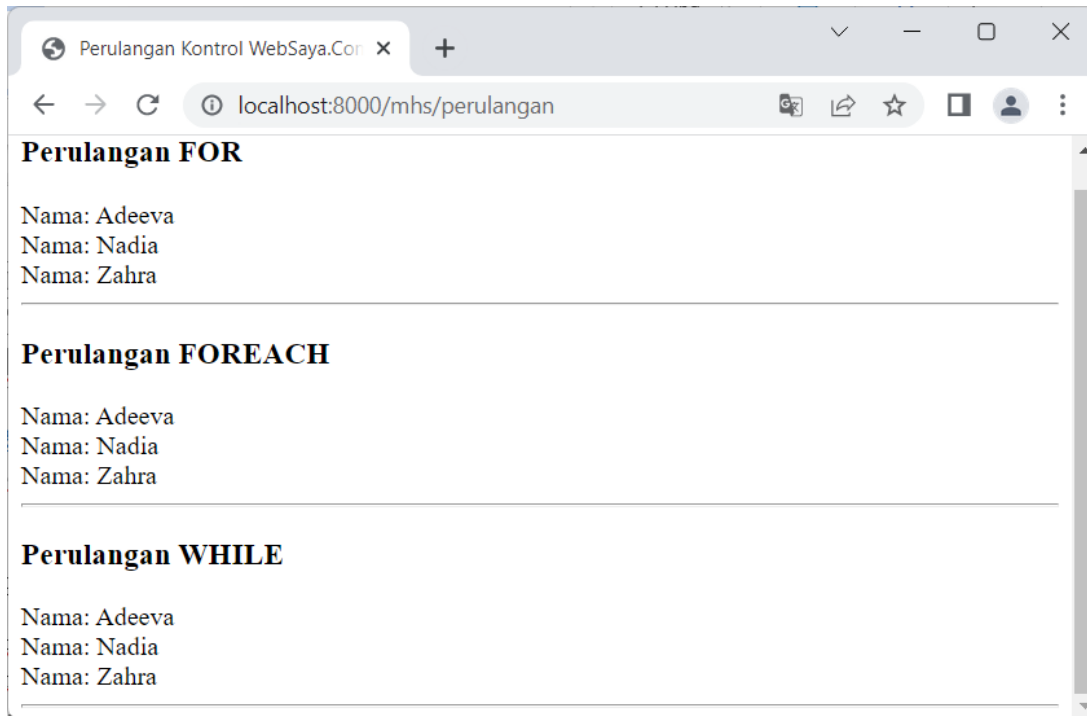 Perulangan Kontrol WebSaya.Con
localhost:8000/mhs/perulangan
Perulangan FOR
Nama: Adeeva
Nama: Nadia
Nama: Zahra
Perulangan FOREACH
Nama: Adeeva
Nama: Nadia
Nama: Zahra
Perulangan WHILE
Nama: Adeeva
Nama: Nadia
Nama: Zahra